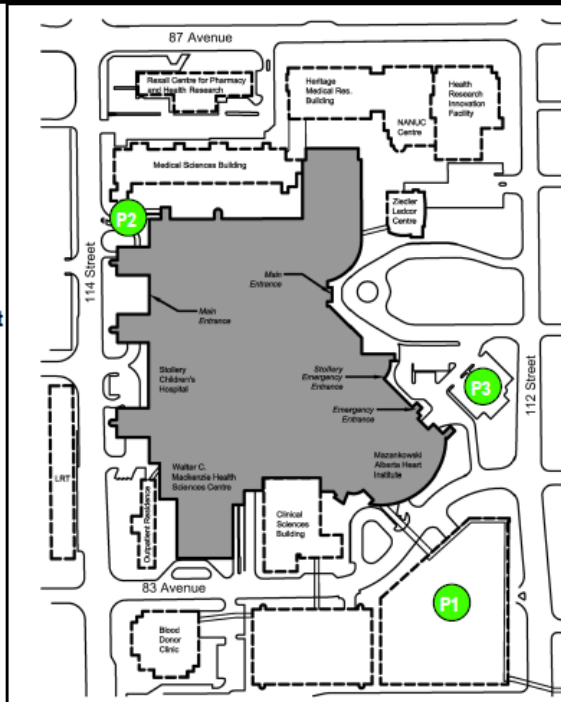 87 Avenue
Rexall Centre for Pharmacy
and Health Research
Heritage
Medical Res.
Building
NANUC
Centre
Health
Research
Innovation
Facility
Medical Sciences Building
Ziedler
Ledcor
Centre
P2
114 Street
Main
Entrance
Main
Entrance
t
Stollery
Children's
Hospital
Stollery
Emergency
Entrance
Emergency
Entrance
P3
112 Street
Walter C.
Mackenzie Health
Sciences Centre
Mazankowski
Alberta Heart
Institute
LRT
Outpatient Residence
Clinical
Sciences
Building
83 Avenue
P1
Blood
Donor
Clinic